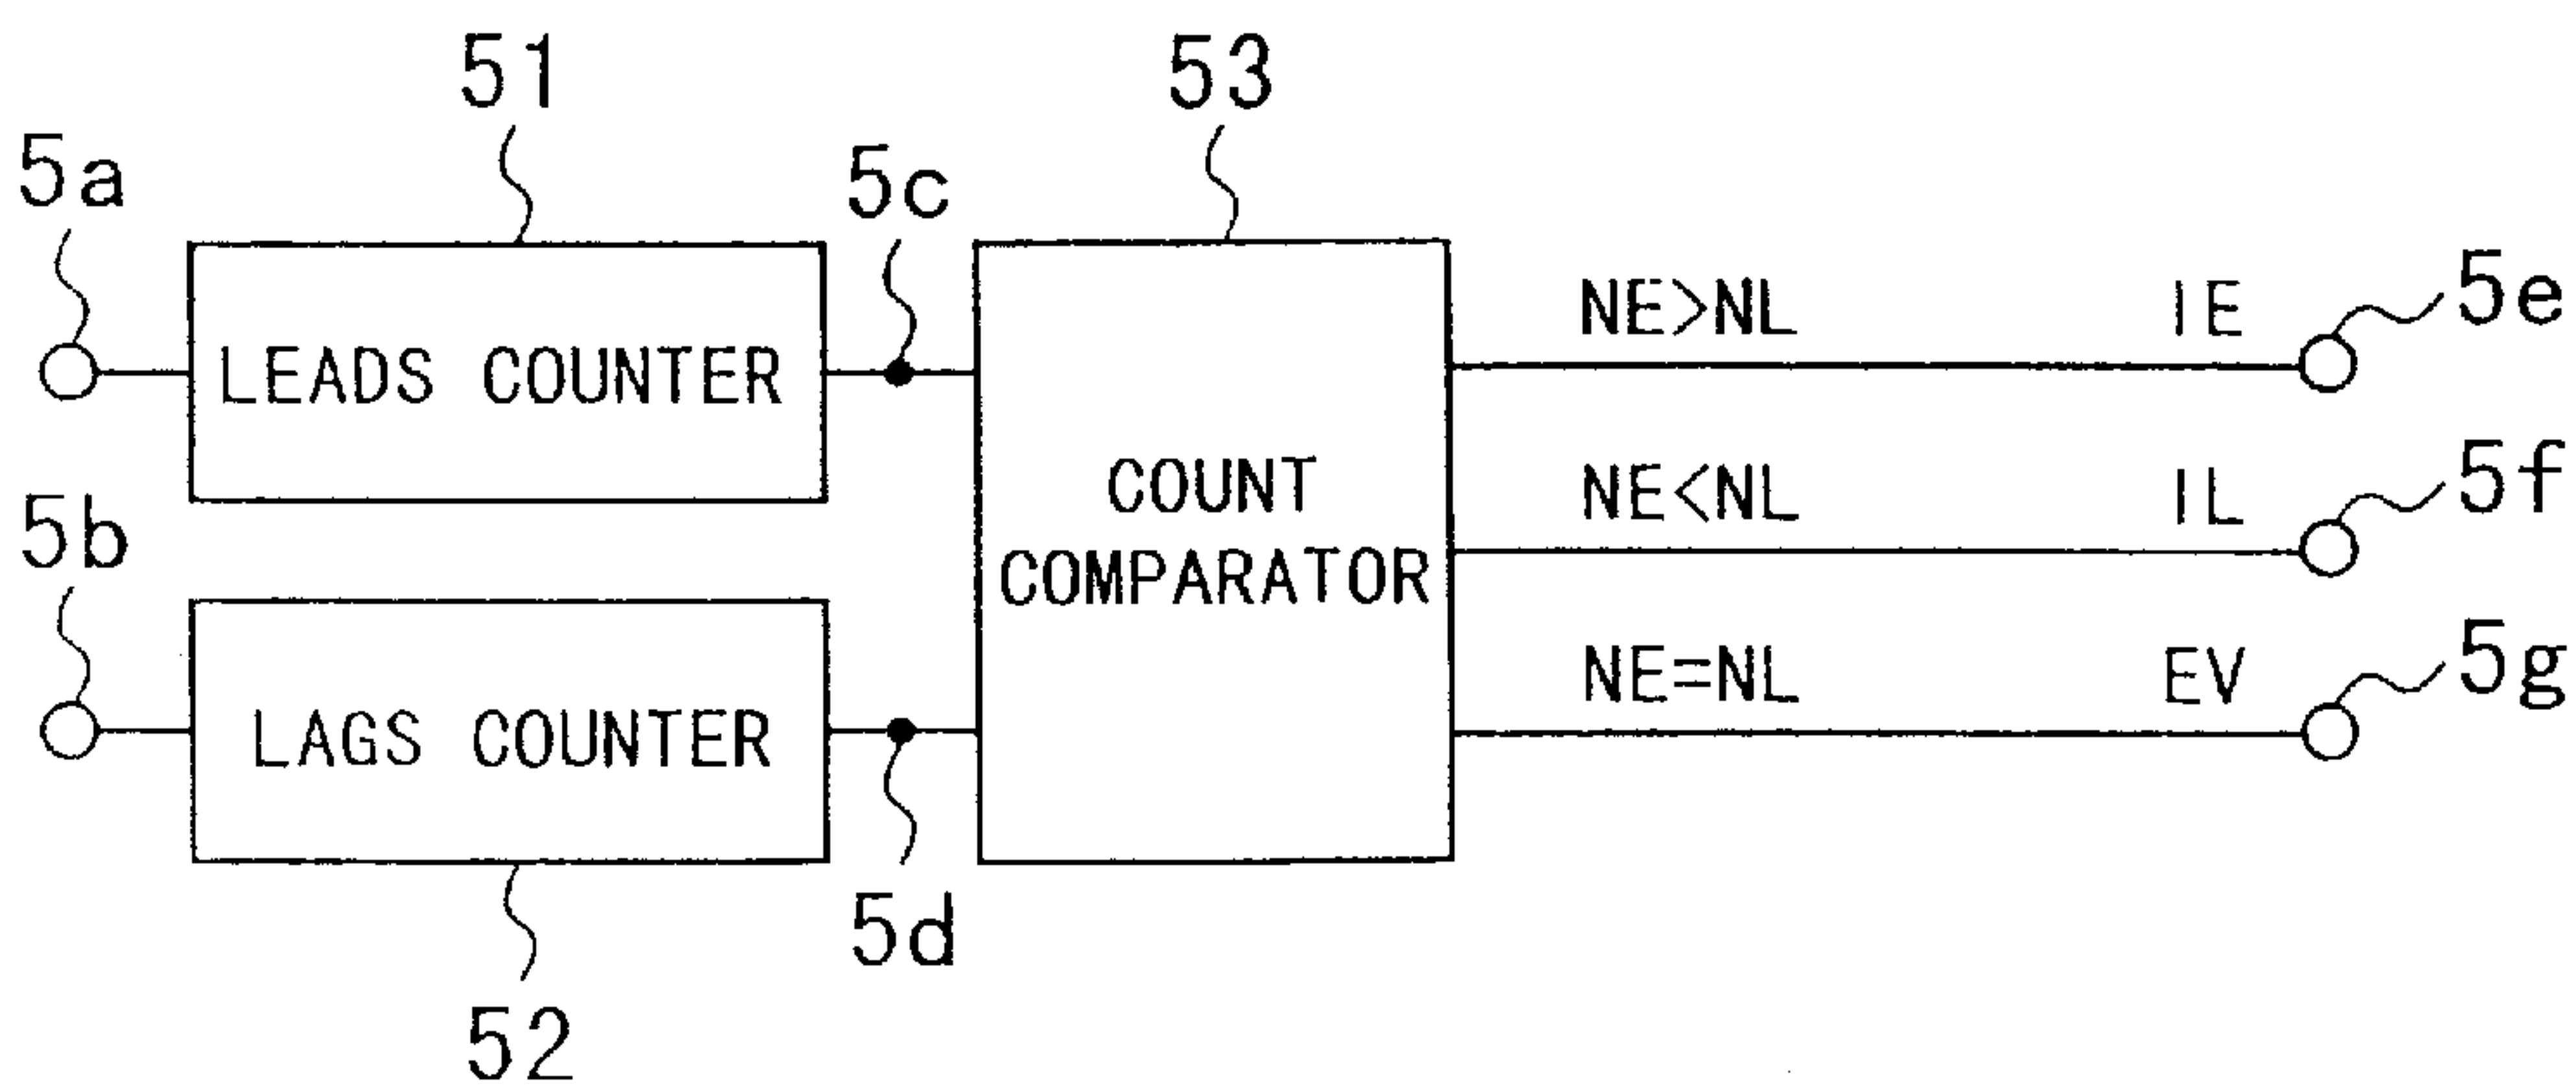 51
53
5a
5c
5e
NE>NL
IE
LEADS COUNTER
5f
COUNT
COMPARATOR
NE<NL
IL
5b
5g
NE=NL
EV
LAGS COUNTER
5d
52